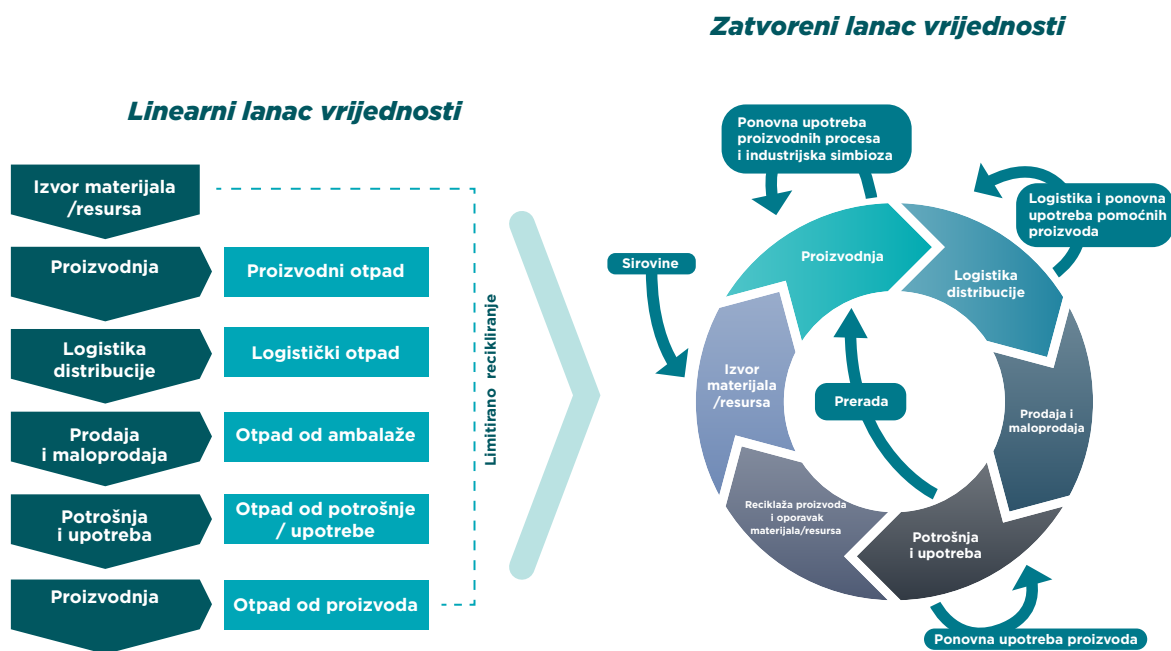 Zatvoreni lanac vrijednosti
Linearni lanac vrijednosti
Izvor materijala
/resursa
Proizvodnja
Proizvodni otpad
Logistika
distribucije
Logistički otpad
Prodaja
i maloprodaja
Otpad od ambalaže
Potrošnja
i upotreba
Otpad od potrošnje
/ upotrebe
Proizvodnja
Otpad od proizvoda
Limitirano recikliranje
Ponovna upotreba
proizvodnih procesa
i industrijska simbioza
Logistika i ponovna
upotreba pomoćnih
proizvoda
Sirovine
Proizvodnja
Logistika
distribucije
Izvor
materijala
/resursa
Prerada
Prodaja i
maloprodaja
Reciklaža proizvoda
i oporavak
materijala/resursa
Potrošnja
i upotreba
Ponovna upotreba proizvoda